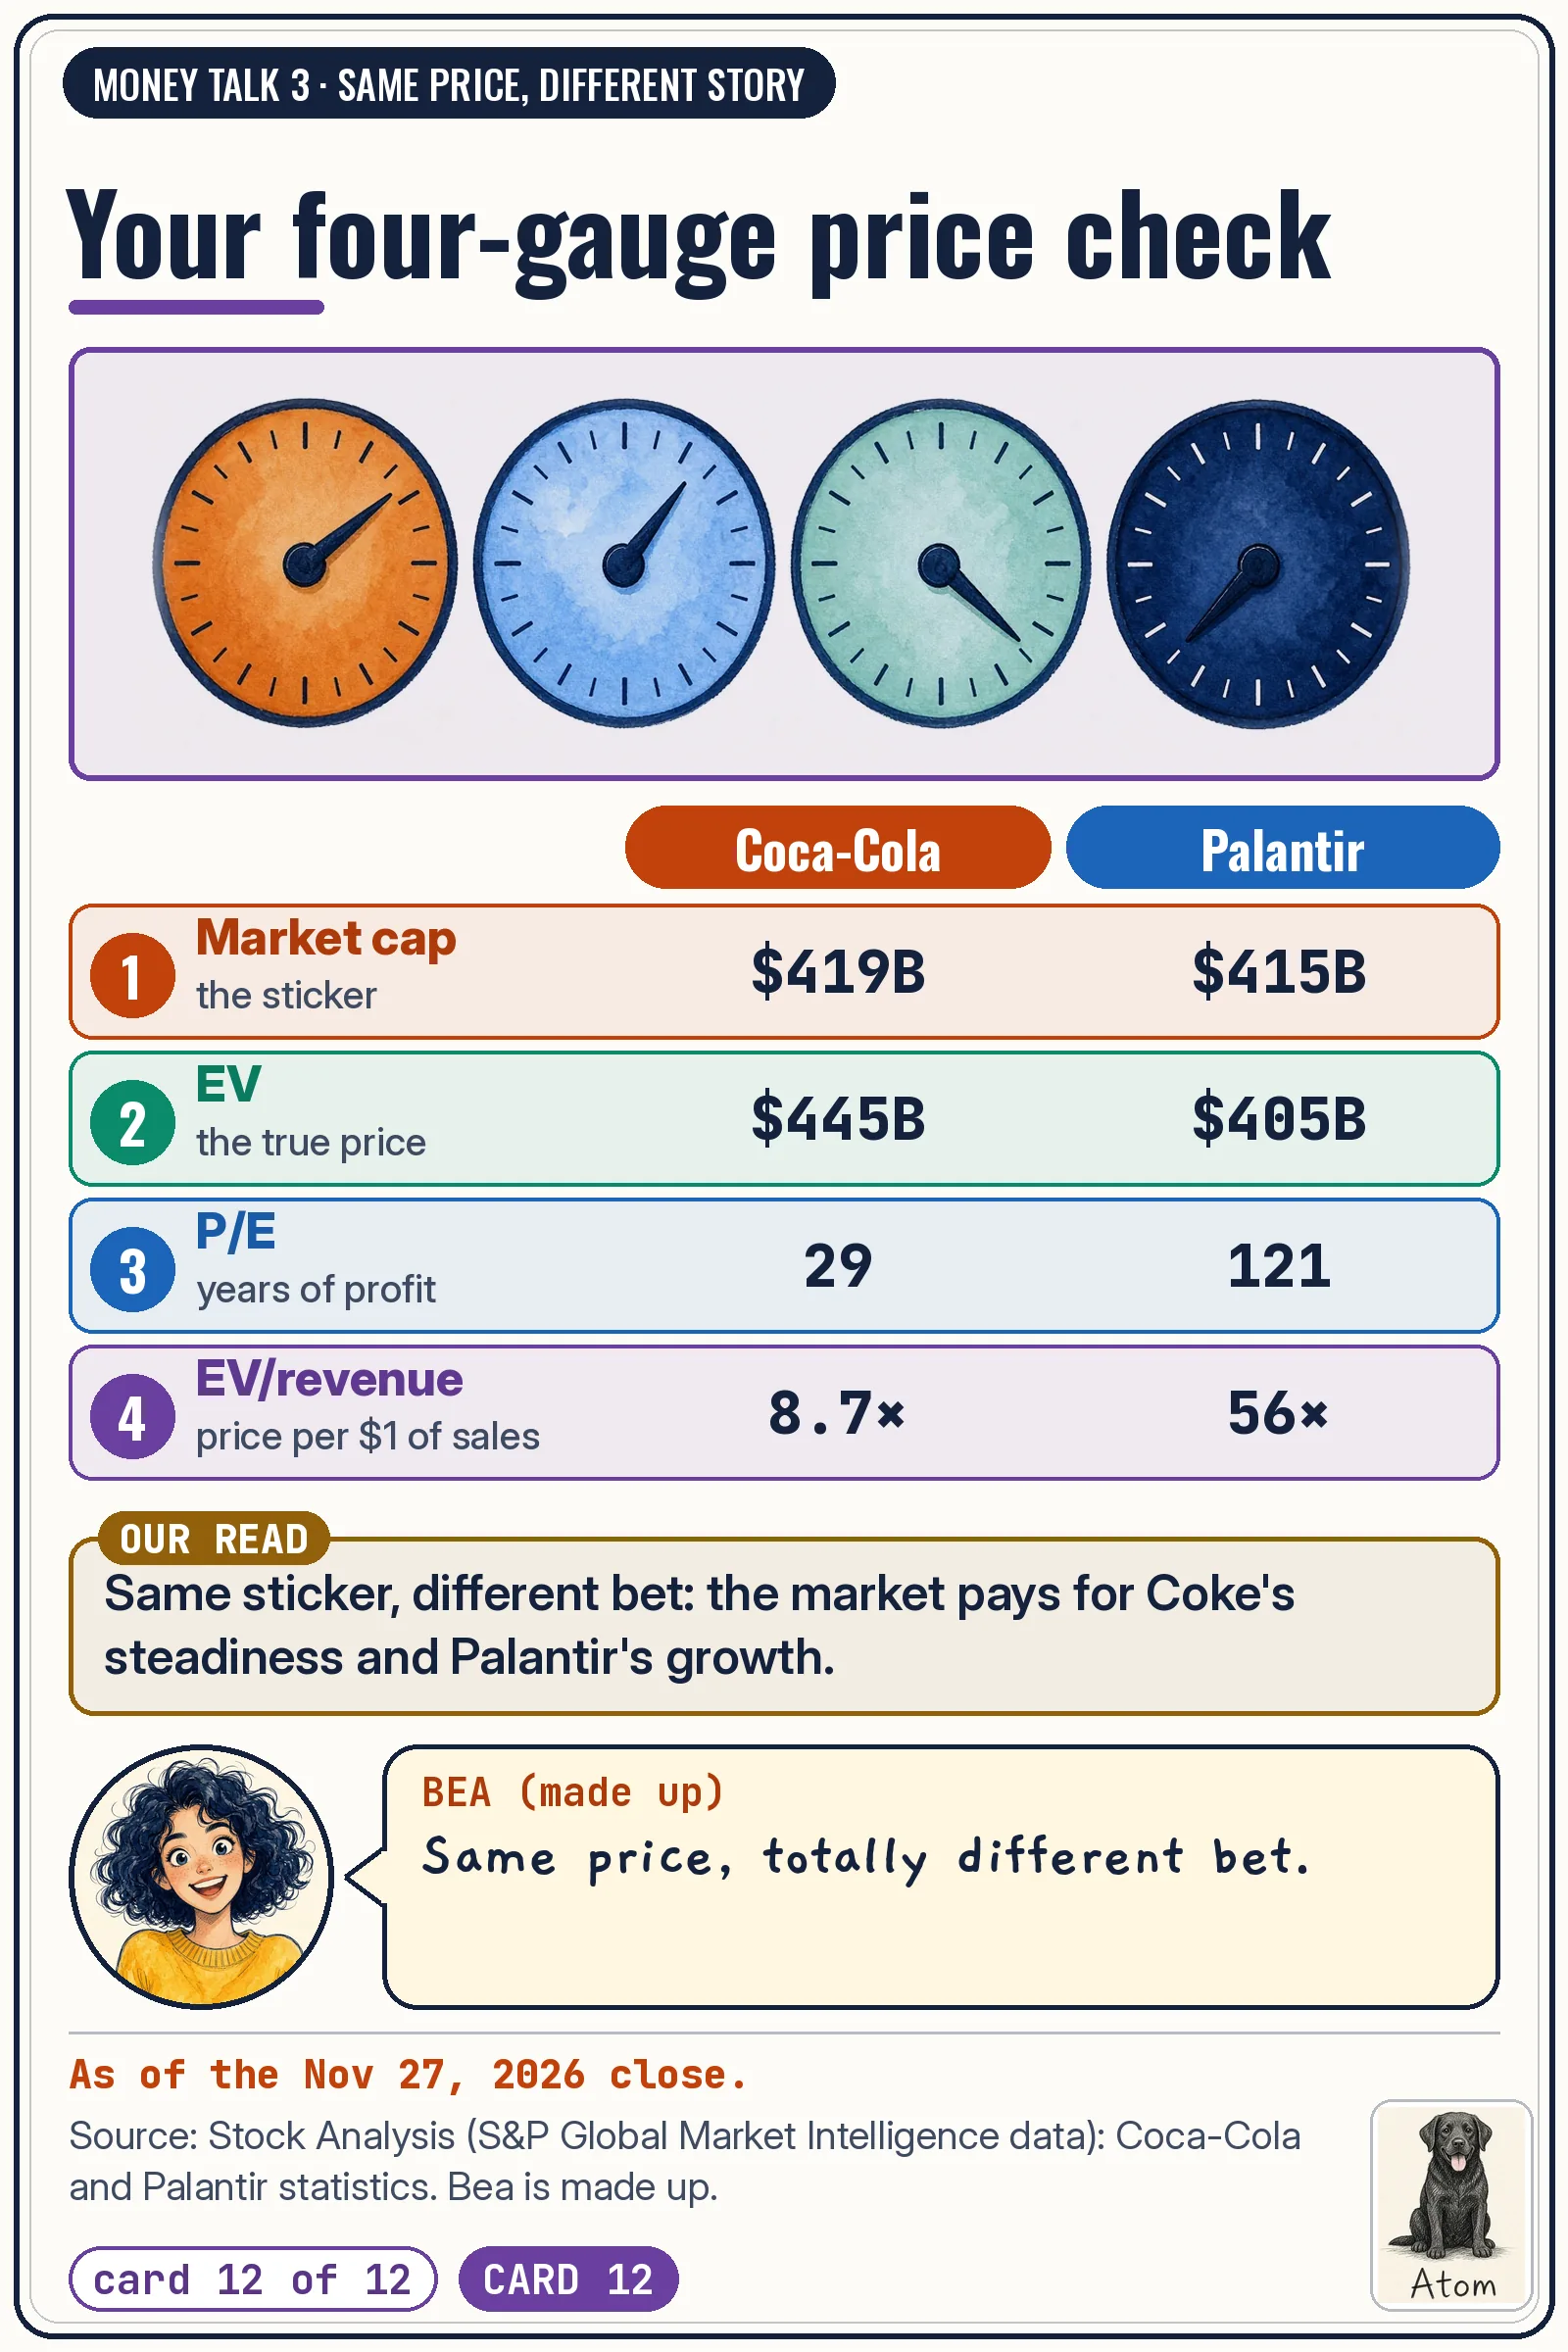 MONEY TALK 3 · SAME PRICE, DIFFERENT STORY
Your four-gauge price check
Coca-Cola Palantir
1 Market cap
the sticker
$419B $415B
2 EV
the true price
$445B $405B
3 P/E
years of profit
29 121
4 EV/revenue
price per $1 of sales
8.7× 56×
OUR READ
Same sticker, different bet: the market pays for Coke's
steadiness and Palantir's growth.
BEA (made up)
Same price, totally different bet.
As of the Nov 27, 2026 close.
Source: Stock Analysis (S&P Global Market Intelligence data): Coca-Cola
and Palantir statistics. Bea is made up.
card 12 of 12 CARD 12
Atom